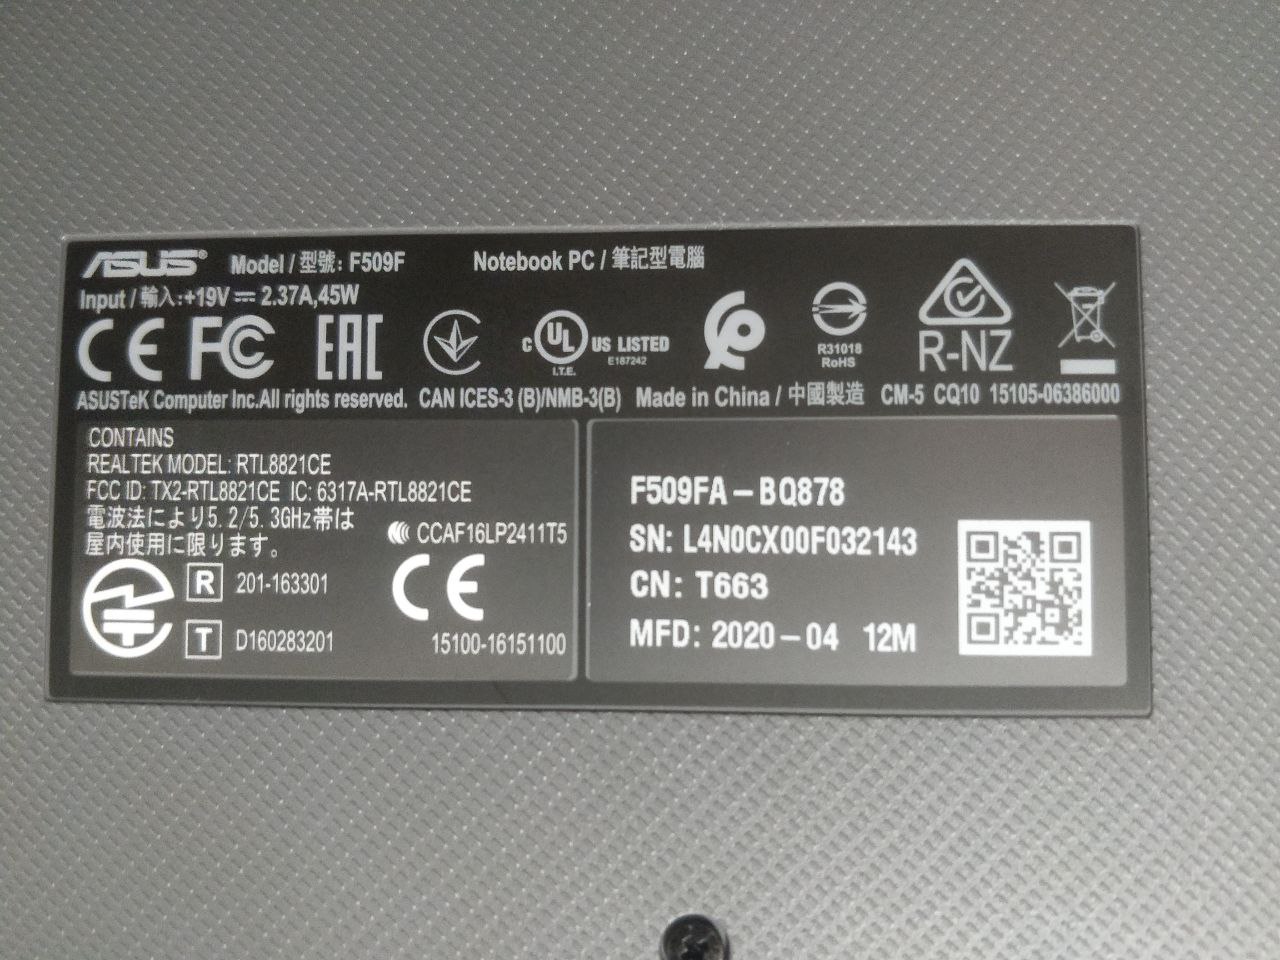 ASUS® Model / 型號: F509F Notebook PC / 筆記型電腦
Input / 輸入:+19V ⎓ 2.37A,45W
CE FC EAC c UL US LISTED
I.T.E. E187242
R31018
RoHS
R-NZ
ASUSTeK Computer Inc.All rights reserved. CAN ICES-3 (B)/NMB-3(B) Made in China / 中國製造 CM-5 CQ10 15105-06386000
CONTAINS
REALTEK MODEL: RTL8821CE
FCC ID: TX2-RTL8821CE IC: 6317A-RTL8821CE
電波法により5.2/5.3GHz帯は
屋内使用に限ります。
CCAF16LP2411T5
R 201-163301
CE
T D160283201
15100-16151100
F509FA-BQ878
SN: L4N0CX00F032143
CN: T663
MFD: 2020-04 12M